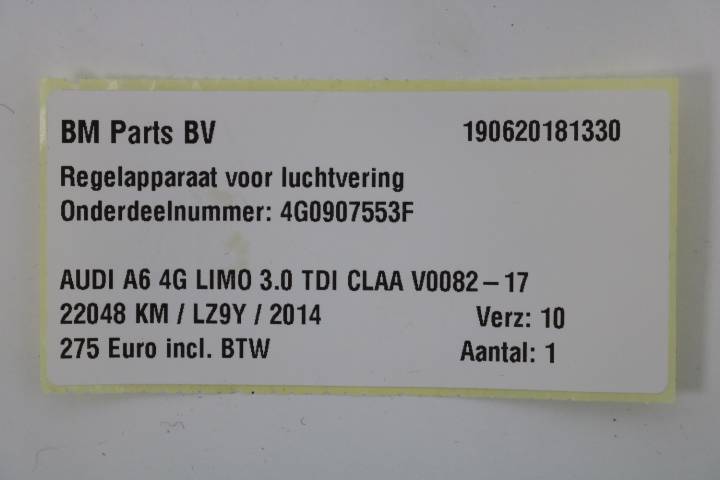 BM Parts BV 190620181330
Regelapparaat voor luchtvering
Onderdeelnummer: 4G0907553F
AUDI A6 4G LIMO 3.0 TDI CLAA V0082 – 17
22048 KM / LZ9Y / 2014 Verz: 10
275 Euro incl. BTW Aantal: 1